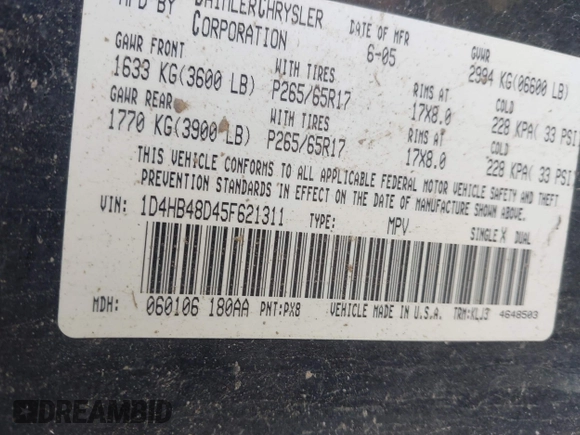 MFD BY DAIMLERCHRYSLER CORPORATION
DATE OF MFR 6-05
GVWR 2994 KG(06600 LB)
GAWR FRONT 1633 KG(3600 LB)
WITH TIRES P265/65R17
RIMS AT 17X8.0
COLD 228 KPA( 33 PSI
GAWR REAR 1770 KG(3900 LB)
WITH TIRES P265/65R17
RIMS AT 17X8.0
COLD 228 KPA( 33 PSI
THIS VEHICLE CONFORMS TO ALL APPLICABLE FEDERAL MOTOR VEHICLE SAFETY AND THEFT
PREVENTION STANDARDS IN EFFECT ON THE DATE OF MANUFACTURE SHOWN ABOVE.
VIN: 1D4HB48D45F621311 TYPE: MPV SINGLE X DUAL
MDH: 060106 180AA PNT:PX8 VEHICLE MADE IN U.S.A. TRM:KLJ3 4648503
DREAMBID